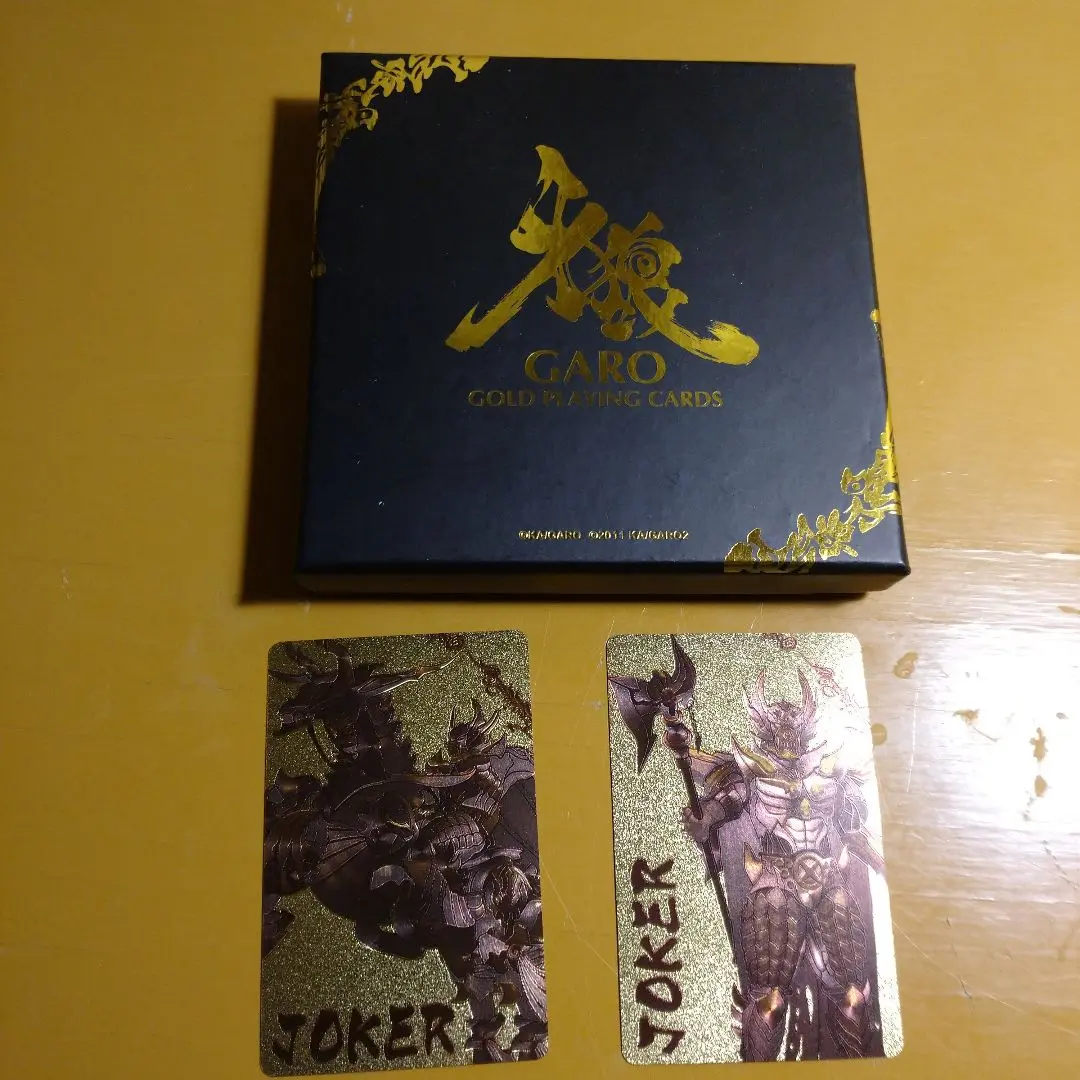 牙狼
GARO
GOLD PLAYING CARDS
©KA/GARO ©2011 KA/GARO2
JOKER
JOKER